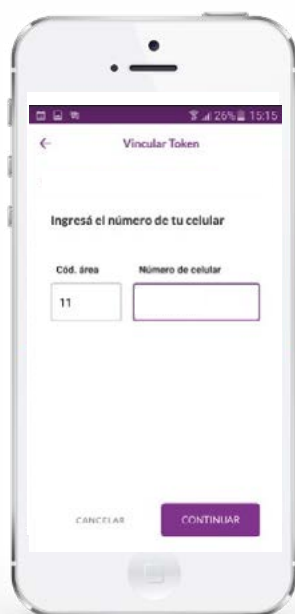 26% 15:15
Vincular Token
Ingresá el número de tu celular
Cód. área Número de celular
11
CANCELAR CONTINUAR